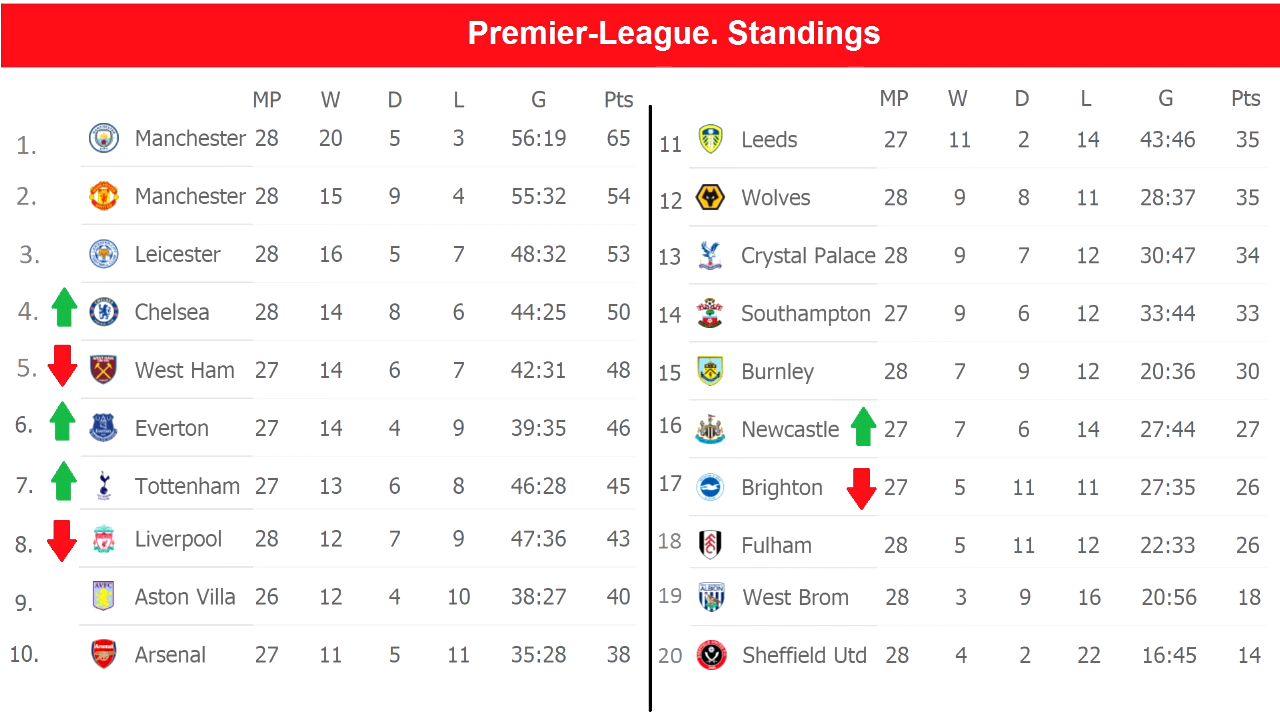 Premier-League. Standings
MP W D L G Pts
1. Manchester 28 20 5 3 56:19 65
2. Manchester 28 15 9 4 55:32 54
3. Leicester 28 16 5 7 48:32 53
4. Chelsea 28 14 8 6 44:25 50
5. West Ham 27 14 6 7 42:31 48
6. Everton 27 14 4 9 39:35 46
7. Tottenham 27 13 6 8 46:28 45
8. Liverpool 28 12 7 9 47:36 43
9. AVFC Aston Villa 26 12 4 10 38:27 40
10. Arsenal Arsenal 27 11 5 11 35:28 38
MP W D L G Pts
11 Leeds 27 11 2 14 43:46 35
12 Wolves 28 9 8 11 28:37 35
13 Crystal Palace 28 9 7 12 30:47 34
14 Southampton 27 9 6 12 33:44 33
15 Burnley 28 7 9 12 20:36 30
16 Newcastle 27 7 6 14 27:44 27
17 Brighton 27 5 11 11 27:35 26
18 Fulham 28 5 11 12 22:33 26
19 West Brom 28 3 9 16 20:56 18
20 Sheffield Utd 28 4 2 22 16:45 14